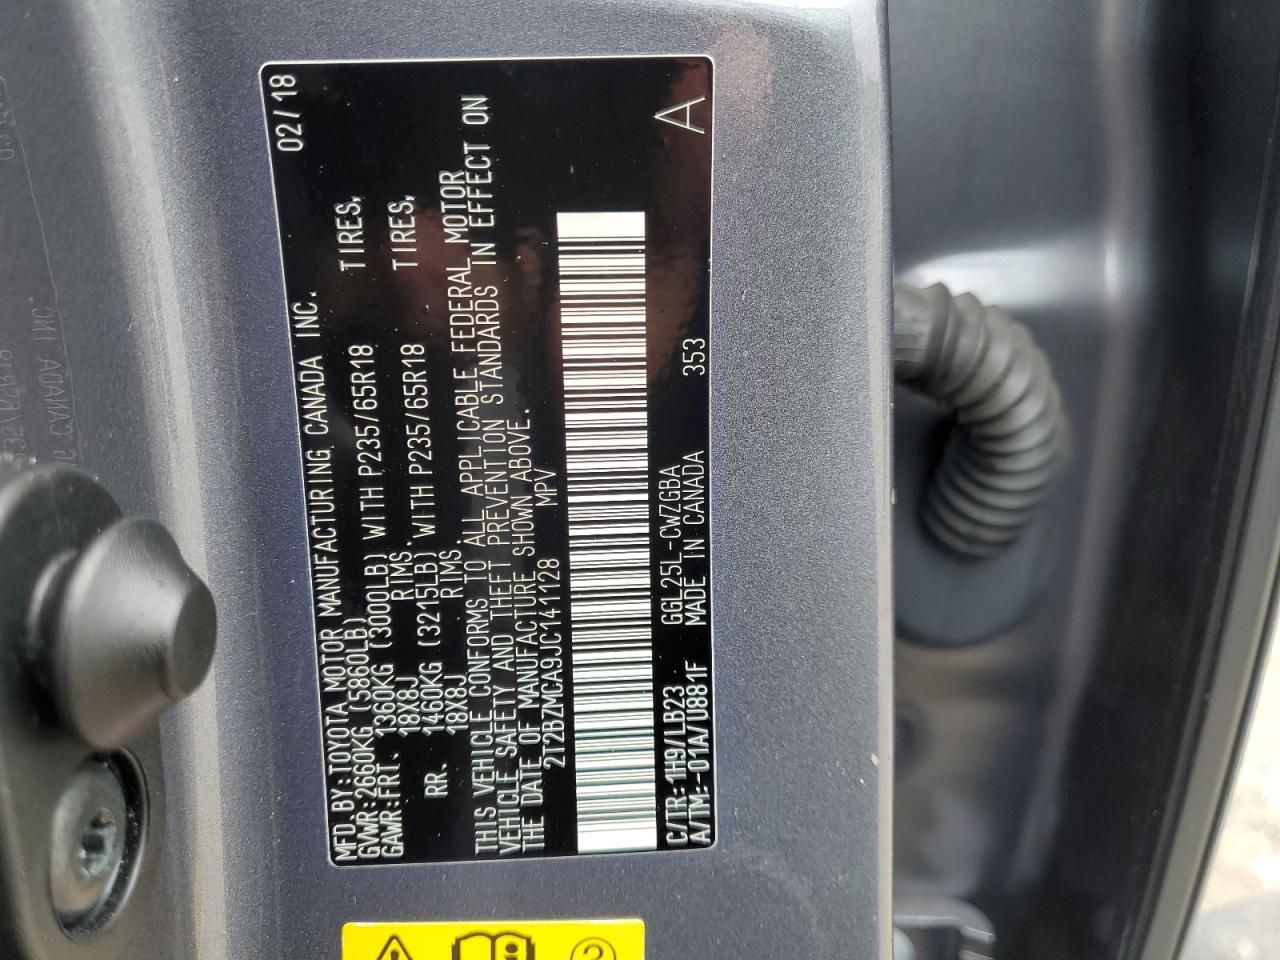 MFD.BY:TOYOTA MOTOR MANUFACTURING, CANADA INC. 02/18
GVWR:2660KG (5860LB)
GAWR:FRT. 1360KG (3000LB) WITH P235/65R18 TIRES,
18X8J RIMS.
RR. 1460KG (3215LB) WITH P235/65R18 TIRES,
18X8J RIMS.
THIS VEHICLE CONFORMS TO ALL APPLICABLE FEDERAL MOTOR
VEHICLE SAFETY AND THEFT PREVENTION STANDARDS IN EFFECT ON
THE DATE OF MANUFACTURE SHOWN ABOVE.
2T2BZMCA9JC141128 MPV
C/TR:1H9/LB23 GGL25L-CWZGBA
A/TM:-01A/U881F MADE IN CANADA 353 A